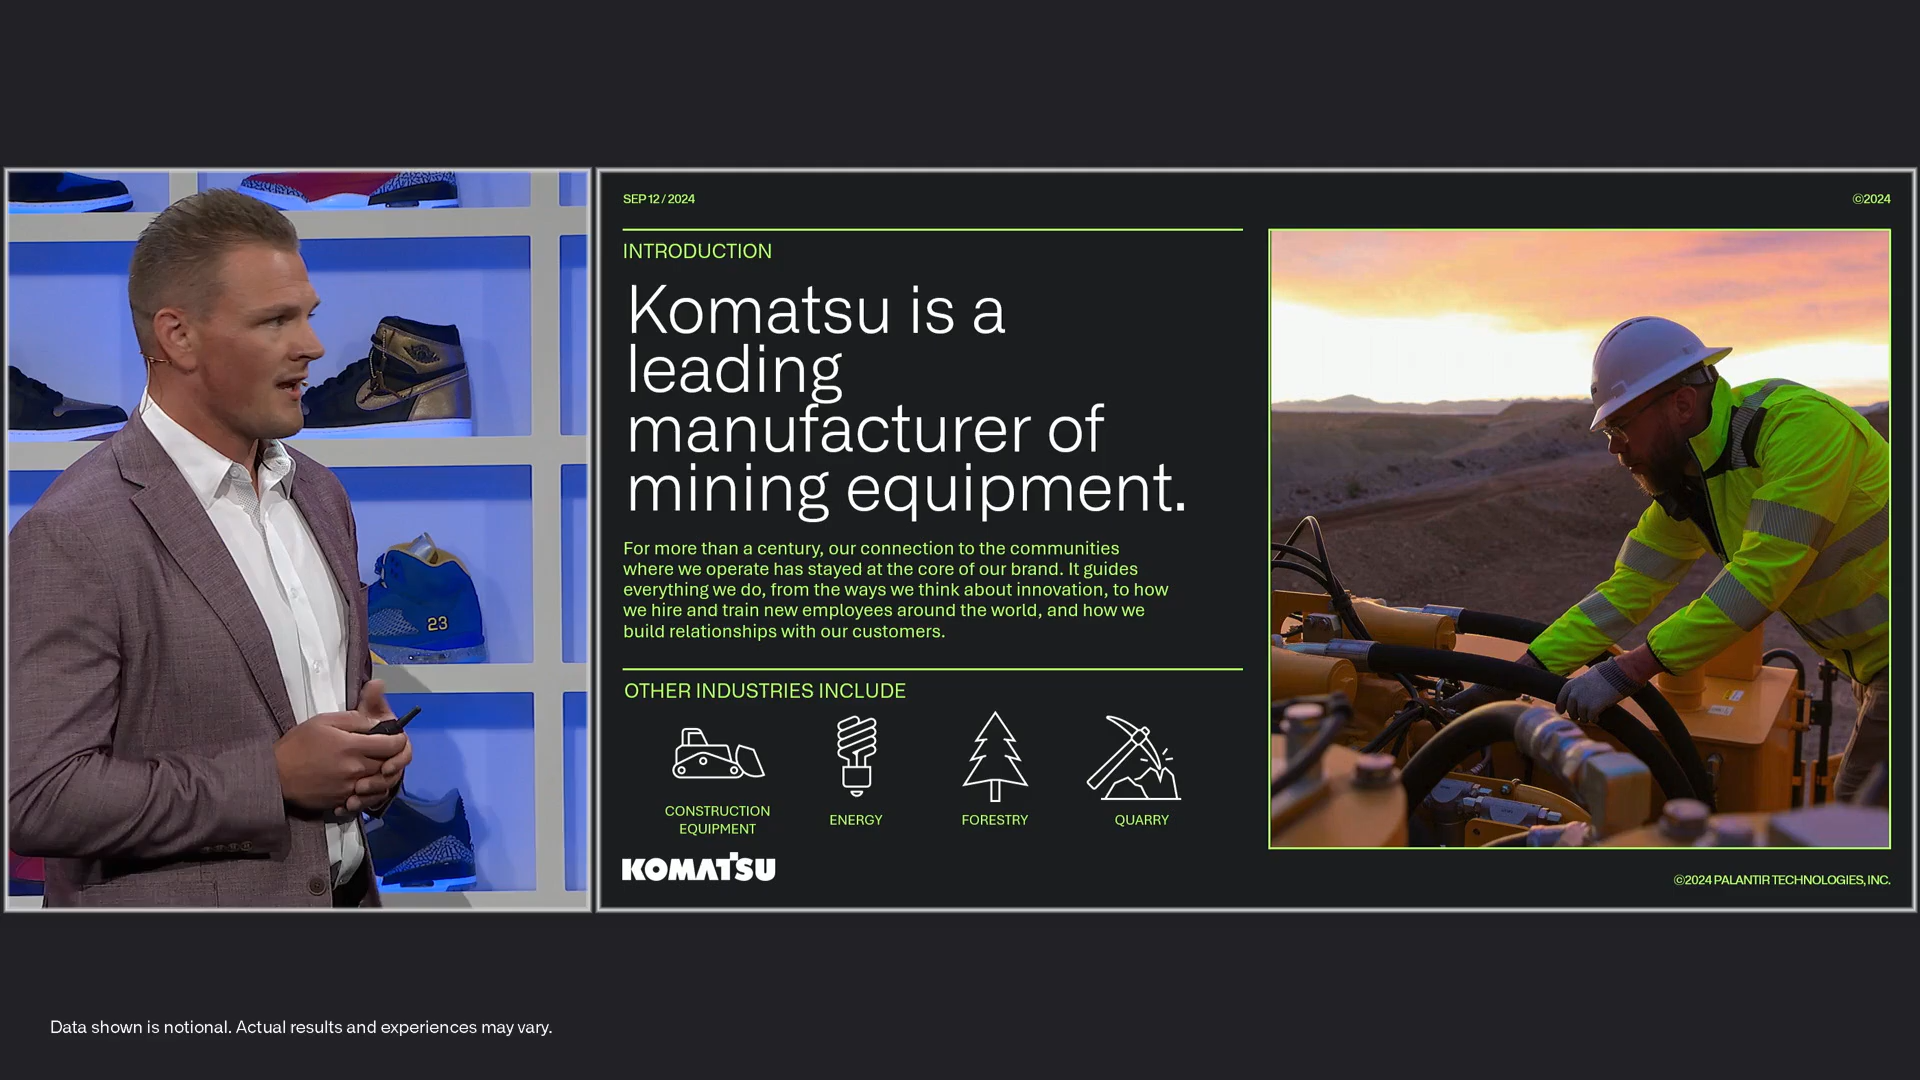 SEP 12 / 2024
©2024
INTRODUCTION
Komatsu is a
leading
manufacturer of
mining equipment.
For more than a century, our connection to the communities
where we operate has stayed at the core of our brand. It guides
everything we do, from the ways we think about innovation, to how
we hire and train new employees around the world, and how we
build relationships with our customers.
OTHER INDUSTRIES INCLUDE
CONSTRUCTION
EQUIPMENT
ENERGY
FORESTRY
QUARRY
KOMATSU
©2024 PALANTIR TECHNOLOGIES, INC.
23
Data shown is notional. Actual results and experiences may vary.